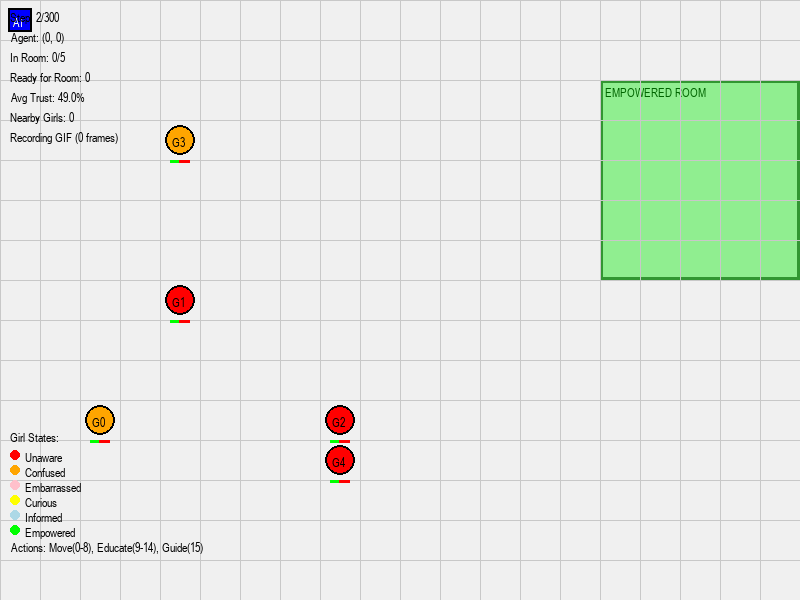 2/300
Agent: (0, 0)
In Room: 0/5
Ready for Room: 0
Avg Trust: 49.0%
Nearby Girls: 0
Recording GIF (0 frames)
EMPOWERED ROOM
G3
G1
G0
G2
G4
Girl States:
Unaware
Confused
Embarrassed
Curious
Informed
Empowered
Actions: Move(0-8), Educate(9-14), Guide(15)